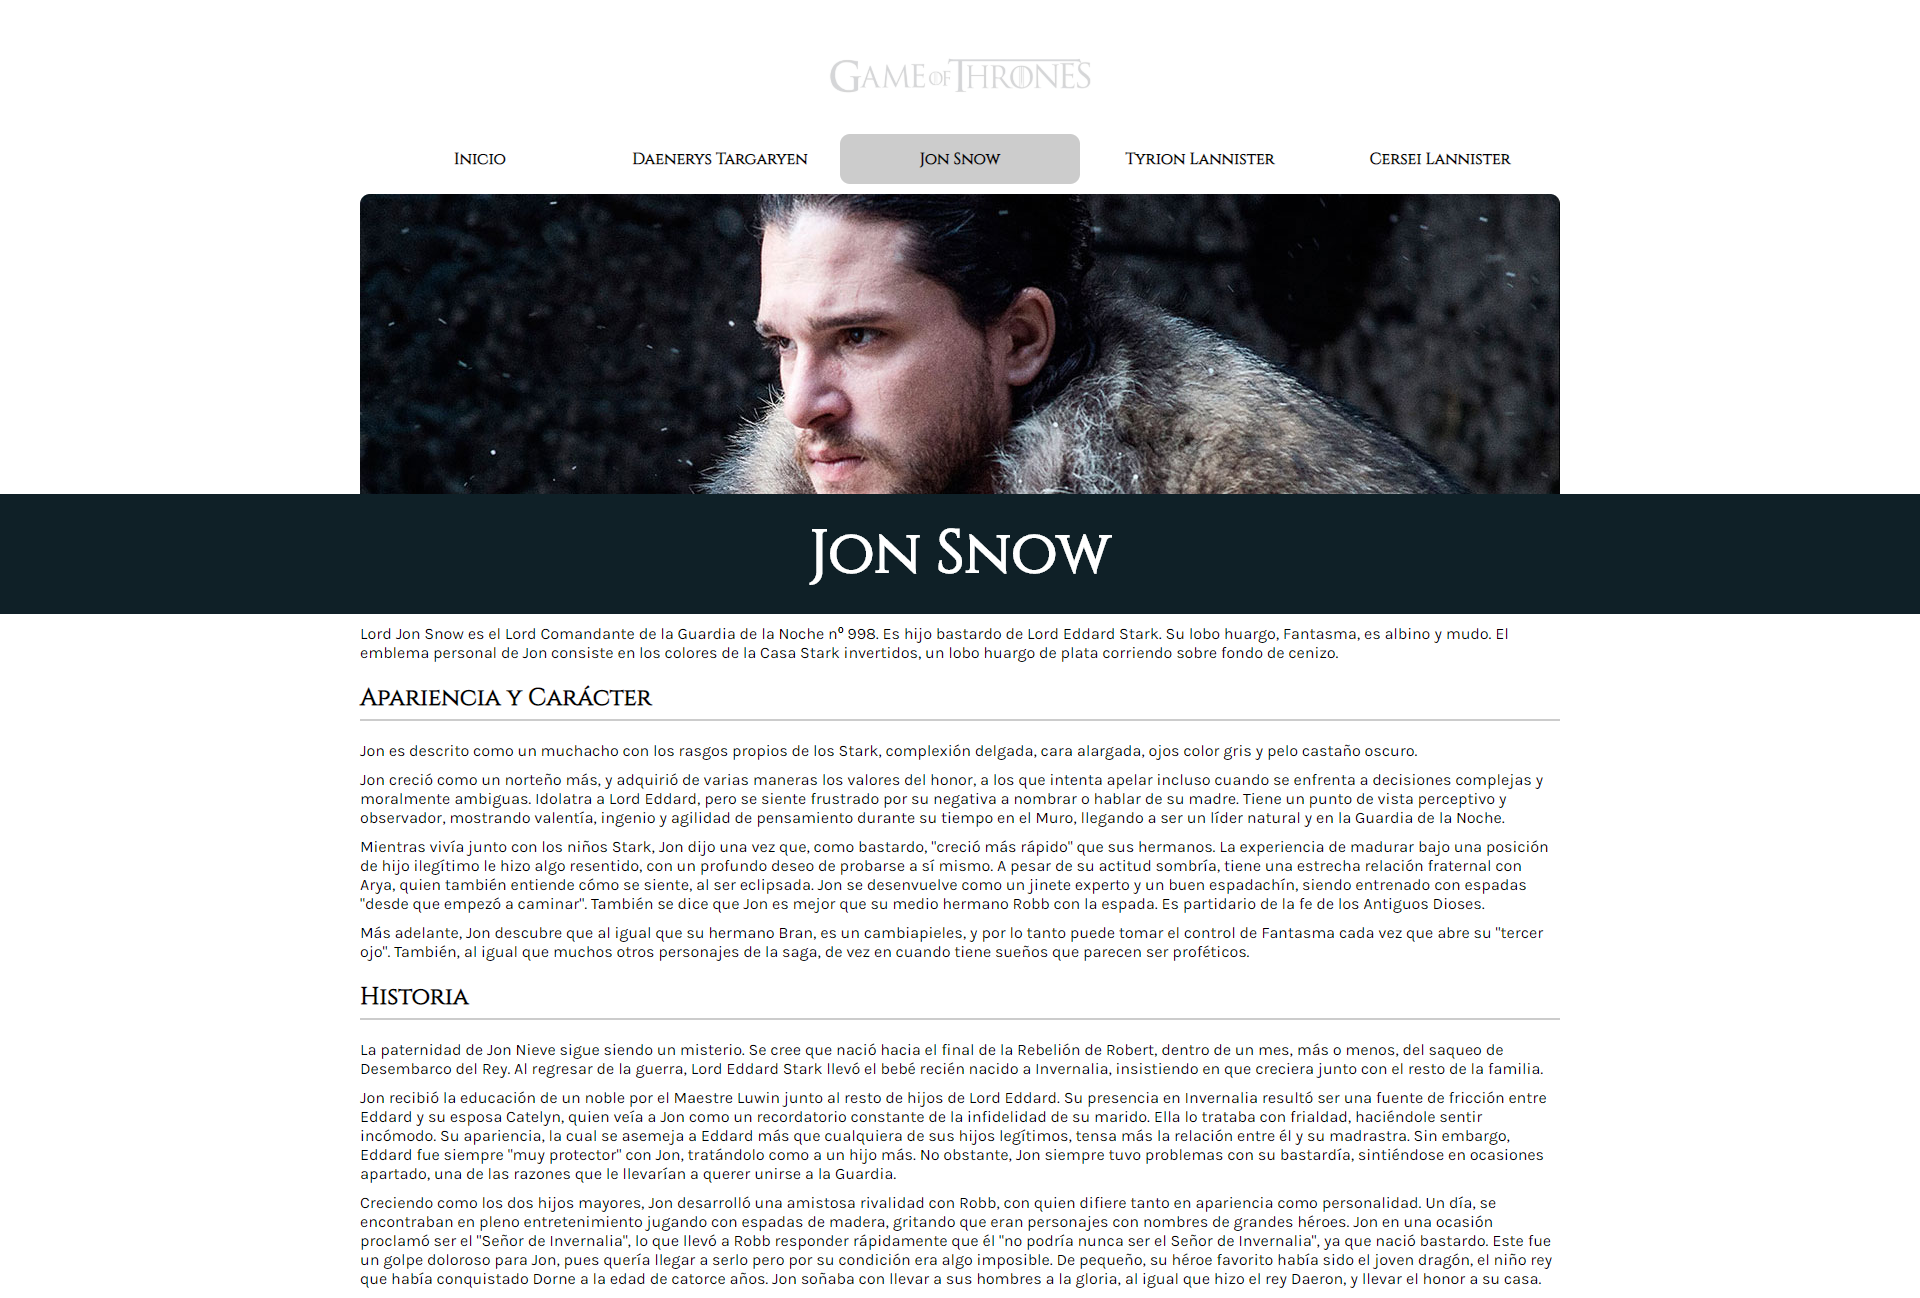 GAME OF THRONES
INICIO
DAENERYS TARGARYEN
JON SNOW
TYRION LANNISTER
CERSEI LANNISTER
JON SNOW
Lord Jon Snow es el Lord Comandante de la Guardia de la Noche nº 998. Es hijo bastardo de Lord Eddard Stark. Su lobo huargo, Fantasma, es albino y mudo. El
emblema personal de Jon consiste en los colores de la Casa Stark invertidos, un lobo huargo de plata corriendo sobre fondo de cenizo.
APARIENCIA Y CARÁCTER
Jon es descrito como un muchacho con los rasgos propios de los Stark, complexión delgada, cara alargada, ojos color gris y pelo castaño oscuro.
Jon creció como un norteño más, y adquirió de varias maneras los valores del honor, a los que intenta apelar incluso cuando se enfrenta a decisiones complejas y
moralmente ambiguas. Idolatra a Lord Eddard, pero se siente frustrado por su negativa a nombrar o hablar de su madre. Tiene un punto de vista perceptivo y
observador, mostrando valentía, ingenio y agilidad de pensamiento durante su tiempo en el Muro, llegando a ser un líder natural y en la Guardia de la Noche.
Mientras vivía junto con los niños Stark, Jon dijo una vez que, como bastardo, "creció más rápido" que sus hermanos. La experiencia de madurar bajo una posición
de hijo ilegítimo le hizo algo resentido, con un profundo deseo de probarse a sí mismo. A pesar de su actitud sombría, tiene una estrecha relación fraternal con
Arya, quien también entiende cómo se siente, al ser eclipsada. Jon se desenvuelve como un jinete experto y un buen espadachín, siendo entrenado con espadas
"desde que empezó a caminar". También se dice que Jon es mejor que su medio hermano Robb con la espada. Es partidario de la fe de los Antiguos Dioses.
Más adelante, Jon descubre que al igual que su hermano Bran, es un cambiapieles, y por lo tanto puede tomar el control de Fantasma cada vez que abre su "tercer
ojo". También, al igual que muchos otros personajes de la saga, de vez en cuando tiene sueños que parecen ser proféticos.
HISTORIA
La paternidad de Jon Nieve sigue siendo un misterio. Se cree que nació hacia el final de la Rebelión de Robert, dentro de un mes, más o menos, del saqueo de
Desembarco del Rey. Al regresar de la guerra, Lord Eddard Stark llevó el bebé recién nacido a Invernalia, insistiendo en que creciera junto con el resto de la familia.
Jon recibió la educación de un noble por el Maestre Luwin junto al resto de hijos de Lord Eddard. Su presencia en Invernalia resultó ser una fuente de fricción entre
Eddard y su esposa Catelyn, quien veía a Jon como un recordatorio constante de la infidelidad de su marido. Ella lo trataba con frialdad, haciéndole sentir
incómodo. Su apariencia, la cual se asemeja a Eddard más que cualquiera de sus hijos legítimos, tensa más la relación entre él y su madrastra. Sin embargo,
Eddard fue siempre "muy protector" con Jon, tratándolo como a un hijo más. No obstante, Jon siempre tuvo problemas con su bastardía, sintiéndose en ocasiones
apartado, una de las razones que le llevarían a querer unirse a la Guardia.
Creciendo como los dos hijos mayores, Jon desarrolló una amistosa rivalidad con Robb, con quien difiere tanto en apariencia como personalidad. Un día, se
encontraban en pleno entretenimiento jugando con espadas de madera, gritando que eran personajes con nombres de grandes héroes. Jon en una ocasión
proclamó ser el "Señor de Invernalia", lo que llevó a Robb responder rápidamente que él "no podría nunca ser el Señor de Invernalia", ya que nació bastardo. Este fue
un golpe doloroso para Jon, pues quería llegar a serlo pero por su condición era algo imposible. De pequeño, su héroe favorito había sido el joven dragón, el niño rey
que había conquistado Dorne a la edad de catorce años. Jon soñaba con llevar a sus hombres a la gloria, al igual que hizo el rey Daeron, y llevar el honor a su casa.